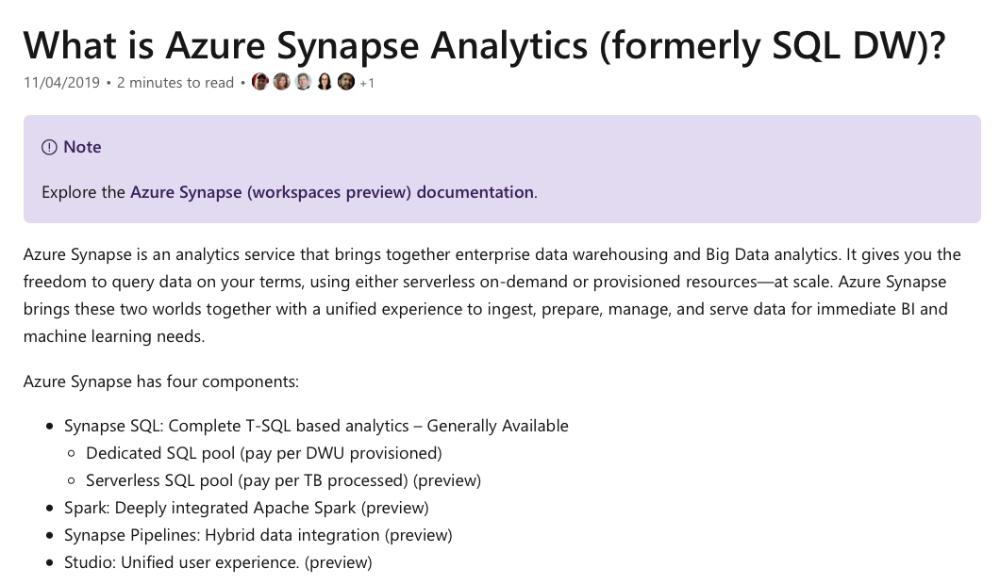 What is Azure Synapse Analytics (formerly SQL DW)?
11/04/2019 • 2 minutes to read • +1
Note
Explore the Azure Synapse (workspaces preview) documentation.
Azure Synapse is an analytics service that brings together enterprise data warehousing and Big Data analytics. It gives you the
freedom to query data on your terms, using either serverless on-demand or provisioned resources—at scale. Azure Synapse
brings these two worlds together with a unified experience to ingest, prepare, manage, and serve data for immediate BI and
machine learning needs.
Azure Synapse has four components:
• Synapse SQL: Complete T-SQL based analytics – Generally Available
◦ Dedicated SQL pool (pay per DWU provisioned)
◦ Serverless SQL pool (pay per TB processed) (preview)
• Spark: Deeply integrated Apache Spark (preview)
• Synapse Pipelines: Hybrid data integration (preview)
• Studio: Unified user experience. (preview)